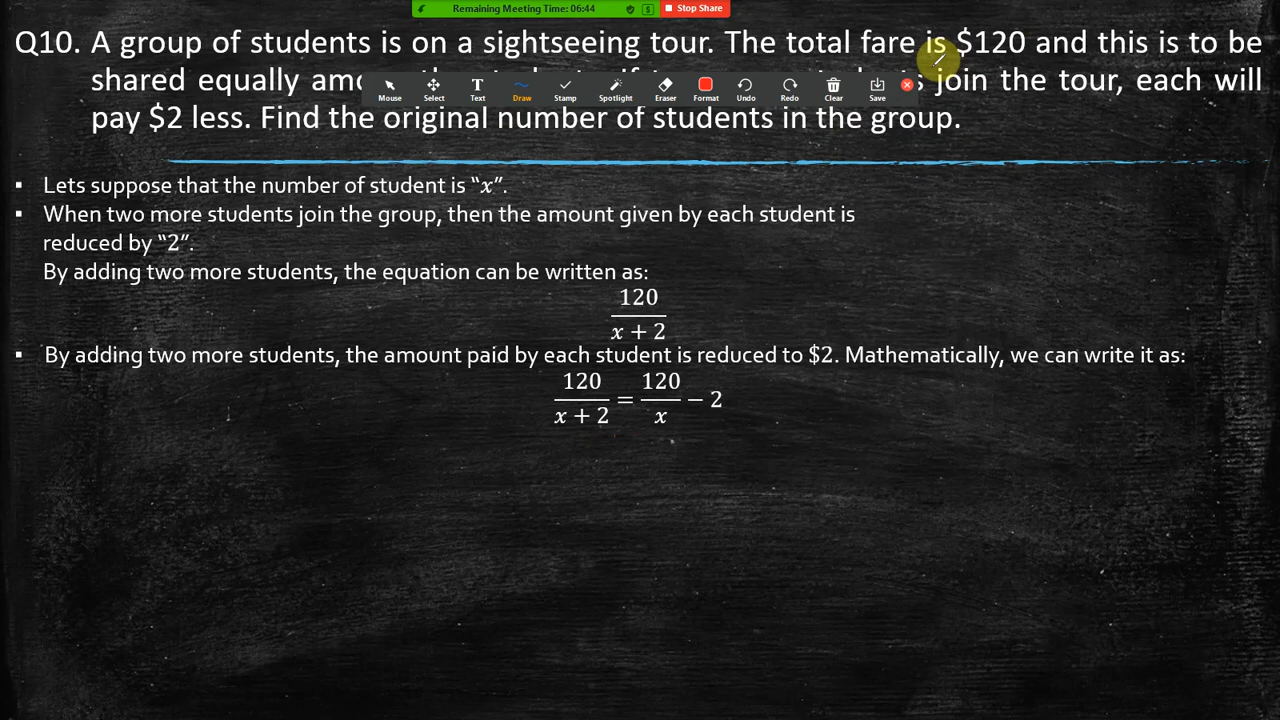 Remaining Meeting Time: 06:44
Stop Share
Q10. A group of students is on a sightseeing tour. The total fare is $120 and this is to be
shared equally join the tour, each will
Mouse Select Text Draw Stamp Spotlight Eraser Format Undo Redo Clear Save
pay $2 less. Find the original number of students in the group.
▪ Lets suppose that the number of student is “x”.
▪ When two more students join the group, then the amount given by each student is
reduced by “2”.
By adding two more students, the equation can be written as:
120
x + 2
▪ By adding two more students, the amount paid by each student is reduced to $2. Mathematically, we can write it as:
120 120
= − 2
x + 2 x